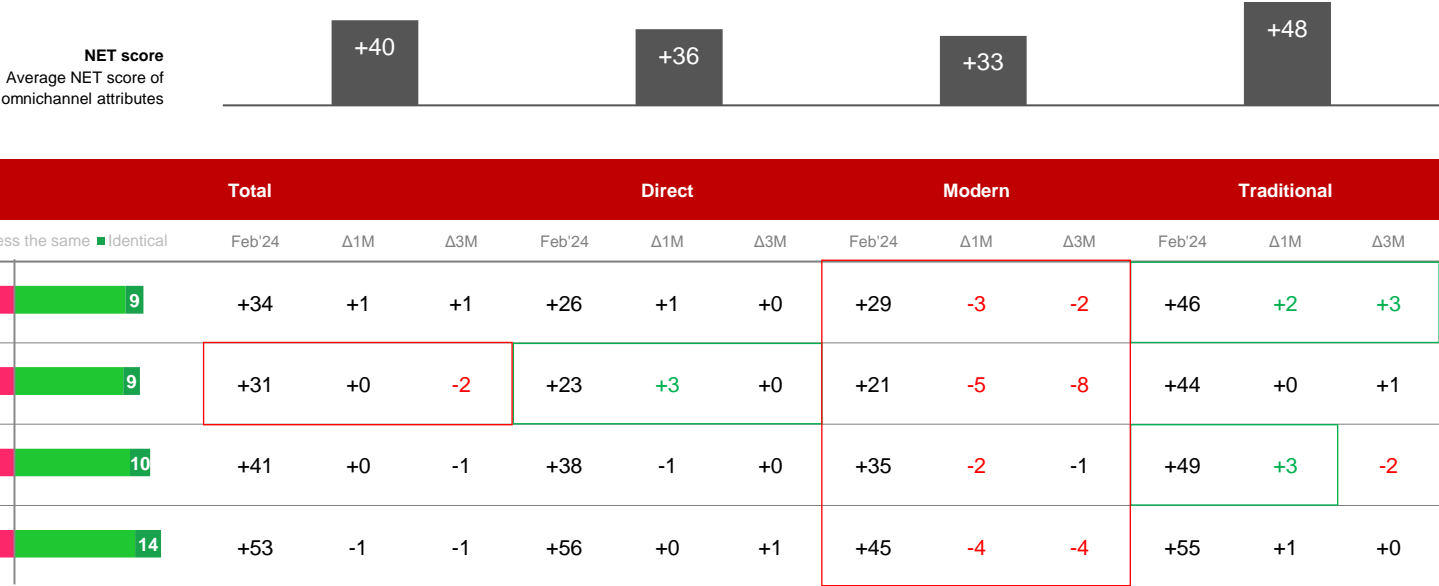 +40 +36 +33 +48
NET score
Average NET score of
omnichannel attributes
Total Direct Modern Traditional
the same Identical Feb'24 Δ1M Δ3M Feb'24 Δ1M Δ3M Feb'24 Δ1M Δ3M Feb'24 Δ1M Δ3M
9 +34 +1 +1 +26 +1 +0 +29 -3 -2 +46 +2 +3
9 +31 +0 -2 +23 +3 +0 +21 -5 -8 +44 +0 +1
10 +41 +0 -1 +38 -1 +0 +35 -2 -1 +49 +3 -2
14 +53 -1 -1 +56 +0 +1 +45 -4 -4 +55 +1 +0